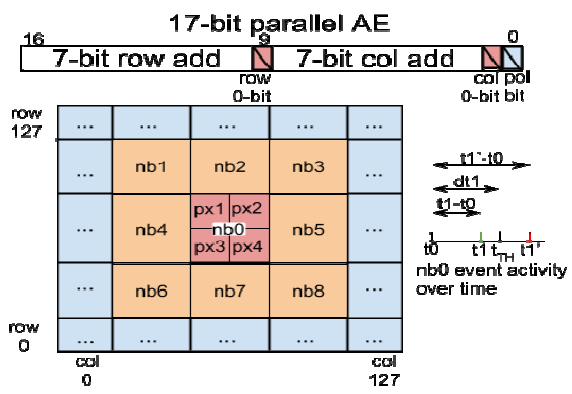 17-bit parallel AE
16 9 0
7-bit row add 7-bit col add
row col pol
0-bit 0-bit bit
row
127
... ... ... ... ...
... nb1 nb2 nb3 ...
px1 px2
... nb4 nb0 nb5 ...
px3 px4
... nb6 nb7 nb8 ...
row
0
... ... ... ... ...
col col
0 127
t1'-t0
dt1
t1-t0
t0 t1 tTH t1'
nb0 event activity
over time